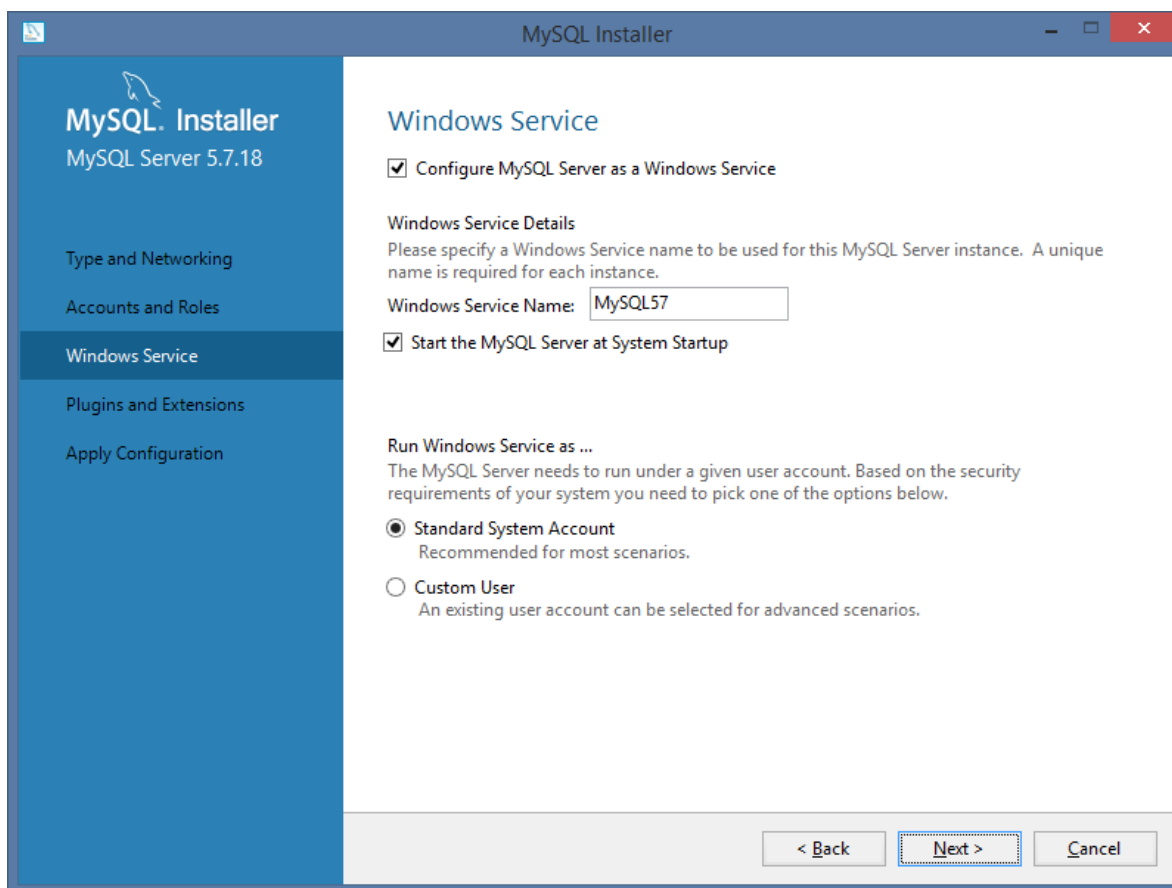 MySQL Installer
MySQL. Installer
MySQL Server 5.7.18
Type and Networking
Accounts and Roles
Windows Service
Plugins and Extensions
Apply Configuration
Windows Service
Configure MySQL Server as a Windows Service
Windows Service Details
Please specify a Windows Service name to be used for this MySQL Server instance. A unique
name is required for each instance.
Windows Service Name: MySQL57
Start the MySQL Server at System Startup
Run Windows Service as ...
The MySQL Server needs to run under a given user account. Based on the security
requirements of your system you need to pick one of the options below.
Standard System Account
Recommended for most scenarios.
Custom User
An existing user account can be selected for advanced scenarios.
< Back Next > Cancel